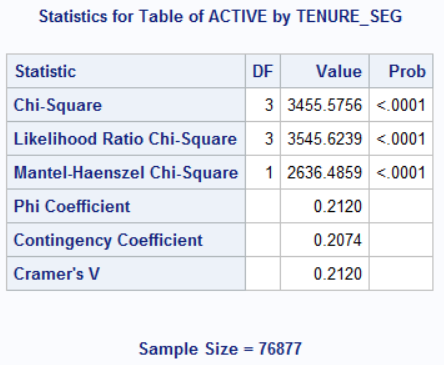 Statistics for Table of ACTIVE by TENURE_SEG
Statistic DF Value Prob
Chi-Square 3 3455.5756 <.0001
Likelihood Ratio Chi-Square 3 3545.6239 <.0001
Mantel-Haenszel Chi-Square 1 2636.4859 <.0001
Phi Coefficient 0.2120
Contingency Coefficient 0.2074
Cramer's V 0.2120
Sample Size = 76877